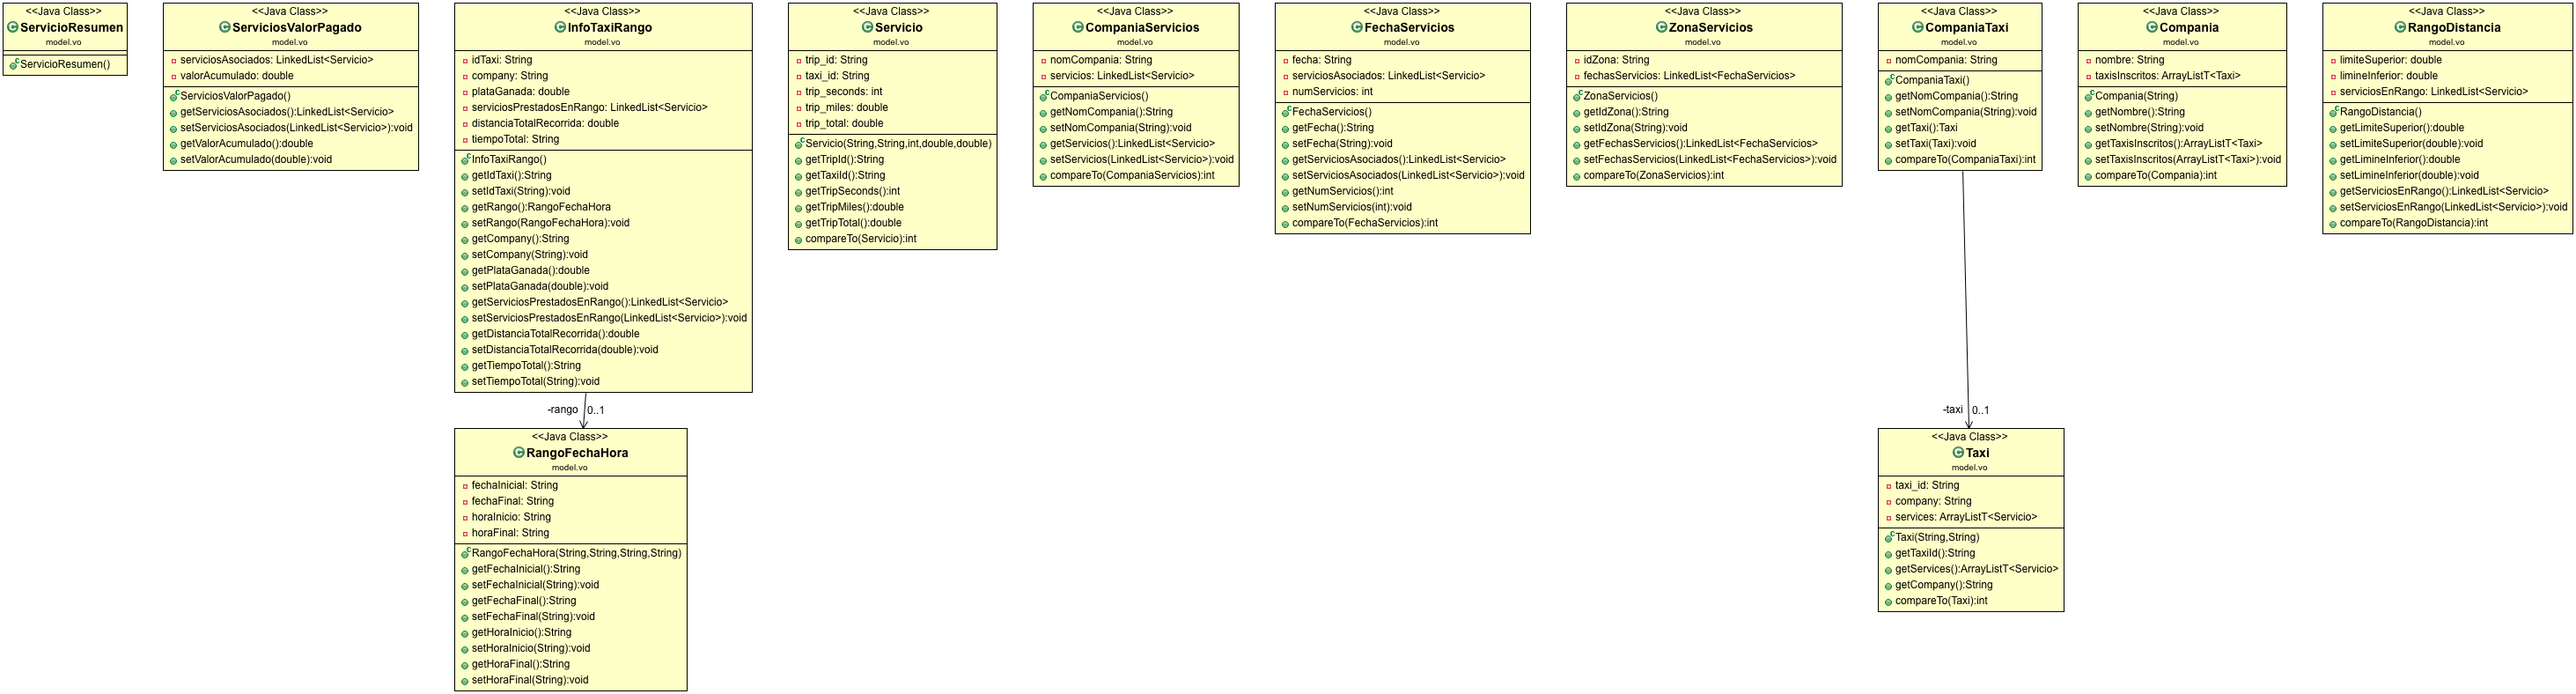 <<Java Class>>
ServicioResumen
model.vo
ServicioResumen()
<<Java Class>>
ServiciosValorPagado
model.vo
serviciosAsociados: LinkedList<Servicio>
valorAcumulado: double
ServiciosValorPagado()
getServiciosAsociados():LinkedList<Servicio>
setServiciosAsociados(LinkedList<Servicio>):void
getValorAcumulado():double
setValorAcumulado(double):void
<<Java Class>>
InfoTaxiRango
model.vo
idTaxi: String
company: String
plataGanada: double
serviciosPrestadosEnRango: LinkedList<Servicio>
distanciaTotalRecorrida: double
tiempoTotal: String
InfoTaxiRango()
getIdTaxi():String
setIdTaxi(String):void
getRango():RangoFechaHora
setRango(RangoFechaHora):void
getCompany():String
setCompany(String):void
getPlataGanada():double
setPlataGanada(double):void
getServiciosPrestadosEnRango():LinkedList<Servicio>
setServiciosPrestadosEnRango(LinkedList<Servicio>):void
getDistanciaTotalRecorrida():double
setDistanciaTotalRecorrida(double):void
getTiempoTotal():String
setTiempoTotal(String):void
-rango 0..1
<<Java Class>>
RangoFechaHora
model.vo
fechaInicial: String
fechaFinal: String
horaInicio: String
horaFinal: String
RangoFechaHora(String,String,String,String)
getFechaInicial():String
setFechaInicial(String):void
getFechaFinal():String
setFechaFinal(String):void
getHoraInicio():String
setHoraInicio(String):void
getHoraFinal():String
setHoraFinal(String):void
<<Java Class>>
Servicio
model.vo
trip_id: String
taxi_id: String
trip_seconds: int
trip_miles: double
trip_total: double
Servicio(String,String,int,double,double)
getTripId():String
getTaxiId():String
getTripSeconds():int
getTripMiles():double
getTripTotal():double
compareTo(Servicio):int
<<Java Class>>
CompaniaServicios
model.vo
nomCompania: String
servicios: LinkedList<Servicio>
CompaniaServicios()
getNomCompania():String
setNomCompania(String):void
getServicios():LinkedList<Servicio>
setServicios(LinkedList<Servicio>):void
compareTo(CompaniaServicios):int
<<Java Class>>
FechaServicios
model.vo
fecha: String
serviciosAsociados: LinkedList<Servicio>
numServicios: int
FechaServicios()
getFecha():String
setFecha(String):void
getServiciosAsociados():LinkedList<Servicio>
setServiciosAsociados(LinkedList<Servicio>):void
getNumServicios():int
setNumServicios(int):void
compareTo(FechaServicios):int
<<Java Class>>
ZonaServicios
model.vo
idZona: String
fechasServicios: LinkedList<FechaServicios>
ZonaServicios()
getIdZona():String
setIdZona(String):void
getFechasServicios():LinkedList<FechaServicios>
setFechasServicios(LinkedList<FechaServicios>):void
compareTo(ZonaServicios):int
<<Java Class>>
CompaniaTaxi
model.vo
nomCompania: String
CompaniaTaxi()
getNomCompania():String
setNomCompania(String):void
getTaxi():Taxi
setTaxi(Taxi):void
compareTo(CompaniaTaxi):int
-taxi 0..1
<<Java Class>>
Taxi
model.vo
taxi_id: String
company: String
services: ArrayListT<Servicio>
Taxi(String,String)
getTaxiId():String
getServices():ArrayListT<Servicio>
getCompany():String
compareTo(Taxi):int
<<Java Class>>
Compania
model.vo
nombre: String
taxisInscritos: ArrayListT<Taxi>
Compania(String)
getNombre():String
setNombre(String):void
getTaxisInscritos():ArrayListT<Taxi>
setTaxisInscritos(ArrayListT<Taxi>):void
compareTo(Compania):int
<<Java Class>>
RangoDistancia
model.vo
limiteSuperior: double
limineInferior: double
serviciosEnRango: LinkedList<Servicio>
RangoDistancia()
getLimiteSuperior():double
setLimiteSuperior(double):void
getLimineInferior():double
setLimineInferior(double):void
getServiciosEnRango():LinkedList<Servicio>
setServiciosEnRango(LinkedList<Servicio>):void
compareTo(RangoDistancia):int